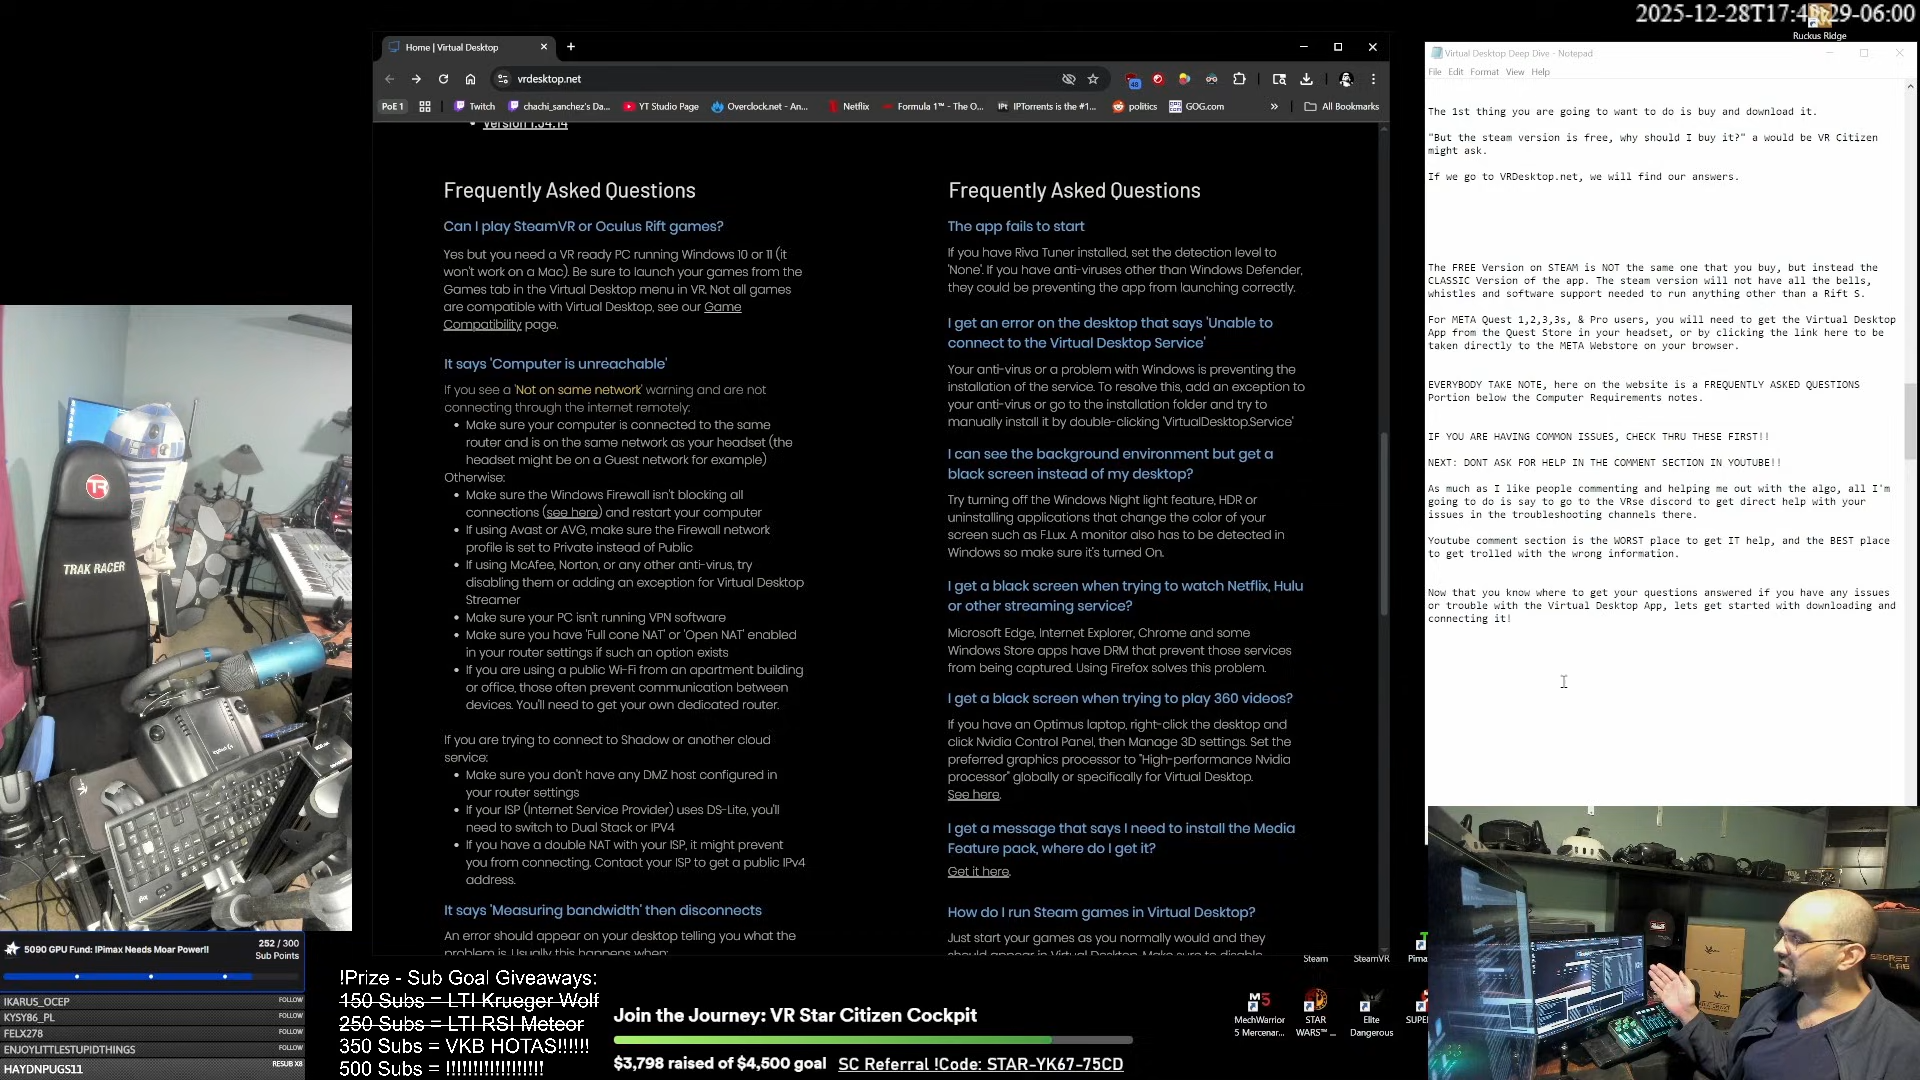 2025-12-28T17:4 :29-06:00
Ruckus Ridge
Home | Virtual Desktop
vrdesktop.net
48
PoE 1
Twitch
chachi_sanchez's Da...
YT Studio Page
Overclock.net - An...
Netflix
Formula 1™ - The O...
IPTorrents is the #1...
politics
GOG.com
All Bookmarks
Version 1.34.14
Frequently Asked Questions
Can I play SteamVR or Oculus Rift games?
Yes but you need a VR ready PC running Windows 10 or 11 (it
won't work on a Mac). Be sure to launch your games from the
Games tab in the Virtual Desktop menu in VR. Not all games
are compatible with Virtual Desktop, see our Game
Compatibility page.
It says 'Computer is unreachable'
If you see a 'Not on same network' warning and are not
connecting through the internet remotely:
Make sure your computer is connected to the same
router and is on the same network as your headset (the
headset might be on a Guest network for example)
Otherwise:
Make sure the Windows Firewall isn't blocking all
connections (see here) and restart your computer
If using Avast or AVG, make sure the Firewall network
profile is set to Private instead of Public
If using McAfee, Norton, or any other anti-virus, try
disabling them or adding an exception for Virtual Desktop
Streamer
Make sure your PC isn't running VPN software
Make sure you have 'Full cone NAT' or 'Open NAT' enabled
in your router settings if such an option exists
If you are using a public Wi-Fi from an apartment building
or office, those often prevent communication between
devices. You'll need to get your own dedicated router.
If you are trying to connect to Shadow or another cloud
service:
Make sure you don't have any DMZ host configured in
your router settings
If your ISP (Internet Service Provider) uses DS-Lite, you'll
need to switch to Dual Stack or IPV4
If you have a double NAT with your ISP, it might prevent
you from connecting. Contact your ISP to get a public IPv4
address.
It says 'Measuring bandwidth' then disconnects
An error should appear on your desktop telling you what the
problem is. Usually this happens when:
Frequently Asked Questions
The app fails to start
If you have Riva Tuner installed, set the detection level to
'None'. If you have anti-viruses other than Windows Defender,
they could be preventing the app from launching correctly.
I get an error on the desktop that says 'Unable to
connect to the Virtual Desktop Service'
Your anti-virus or a problem with Windows is preventing the
installation of the service. To resolve this, add an exception to
your anti-virus or go to the installation folder and try to
manually install it by double-clicking 'VirtualDesktop.Service'
I can see the background environment but get a
black screen instead of my desktop?
Try turning off the Windows Night light feature, HDR or
uninstalling applications that change the color of your
screen such as F.lux. A monitor also has to be detected in
Windows so make sure it's turned On.
I get a black screen when trying to watch Netflix, Hulu
or other streaming service?
Microsoft Edge, Internet Explorer, Chrome and some
Windows Store apps have DRM that prevent those services
from being captured. Using Firefox solves this problem.
I get a black screen when trying to play 360 videos?
If you have an Optimus laptop, right-click the desktop and
click Nvidia Control Panel, then Manage 3D settings. Set the
preferred graphics processor to "High-performance Nvidia
processor" globally or specifically for Virtual Desktop.
See here.
I get a message that says I need to install the Media
Feature pack, where do I get it?
Get it here.
How do I run Steam games in Virtual Desktop?
Just start your games as you normally would and they
should appear in Virtual Desktop. Make sure to disable
Virtual Desktop Deep Dive - Notepad
File Edit Format View Help
The 1st thing you are going to want to do is buy and download it.
"But the steam version is free, why should I buy it?" a would be VR Citizen
might ask.
If we go to VRDesktop.net, we will find our answers.
The FREE Version on STEAM is NOT the same one that you buy, but instead the
CLASSIC Version of the app. The steam version will not have all the bells,
whistles and software support needed to run anything other than a Rift S.
For META Quest 1,2,3,3s, & Pro users, you will need to get the Virtual Desktop
App from the Quest Store in your headset, or by clicking the link here to be
taken directly to the META Webstore on your browser.
EVERYBODY TAKE NOTE, here on the website is a FREQUENTLY ASKED QUESTIONS
Portion below the Computer Requirements notes.
IF YOU ARE HAVING COMMON ISSUES, CHECK THRU THESE FIRST!!
NEXT: DONT ASK FOR HELP IN THE COMMENT SECTION IN YOUTUBE!!
As much as I like people commenting and helping me out with the algo, all I'm
going to do is say to go to the VRse discord to get direct help with your
issues in the troubleshooting channels there.
Youtube comment section is the WORST place to get IT help, and the BEST place
to get trolled with the wrong information.
Now that you know where to get your questions answered if you have any issues
or trouble with the Virtual Desktop App, lets get started with downloading and
connecting it!
TR
TRAK RACER
SECRET LAB
5090 GPU Fund: !Pimax Needs Moar Power!!
252 / 300
Sub Points
IKARUS_OCEP FOLLOW
KYSY86_PL FOLLOW
FELX278 FOLLOW
ENJOYLITTLESTUPIDTHINGS FOLLOW
HAYDNPUGS11 RESUB X8
!Prize - Sub Goal Giveaways:
150 Subs = LTI Krueger Wolf
250 Subs = LTI RSI Meteor
350 Subs = VKB HOTAS!!!!!!
500 Subs = !!!!!!!!!!!!!!!!!!
Join the Journey: VR Star Citizen Cockpit
$3,798 raised of $4,500 goal
SC Referral !Code: STAR-YK67-75CD
Steam
SteamVR
Pima
MechWarrior
5 Mercenar...
STAR
WARS™ ...
Elite
Dangerous
SUPE